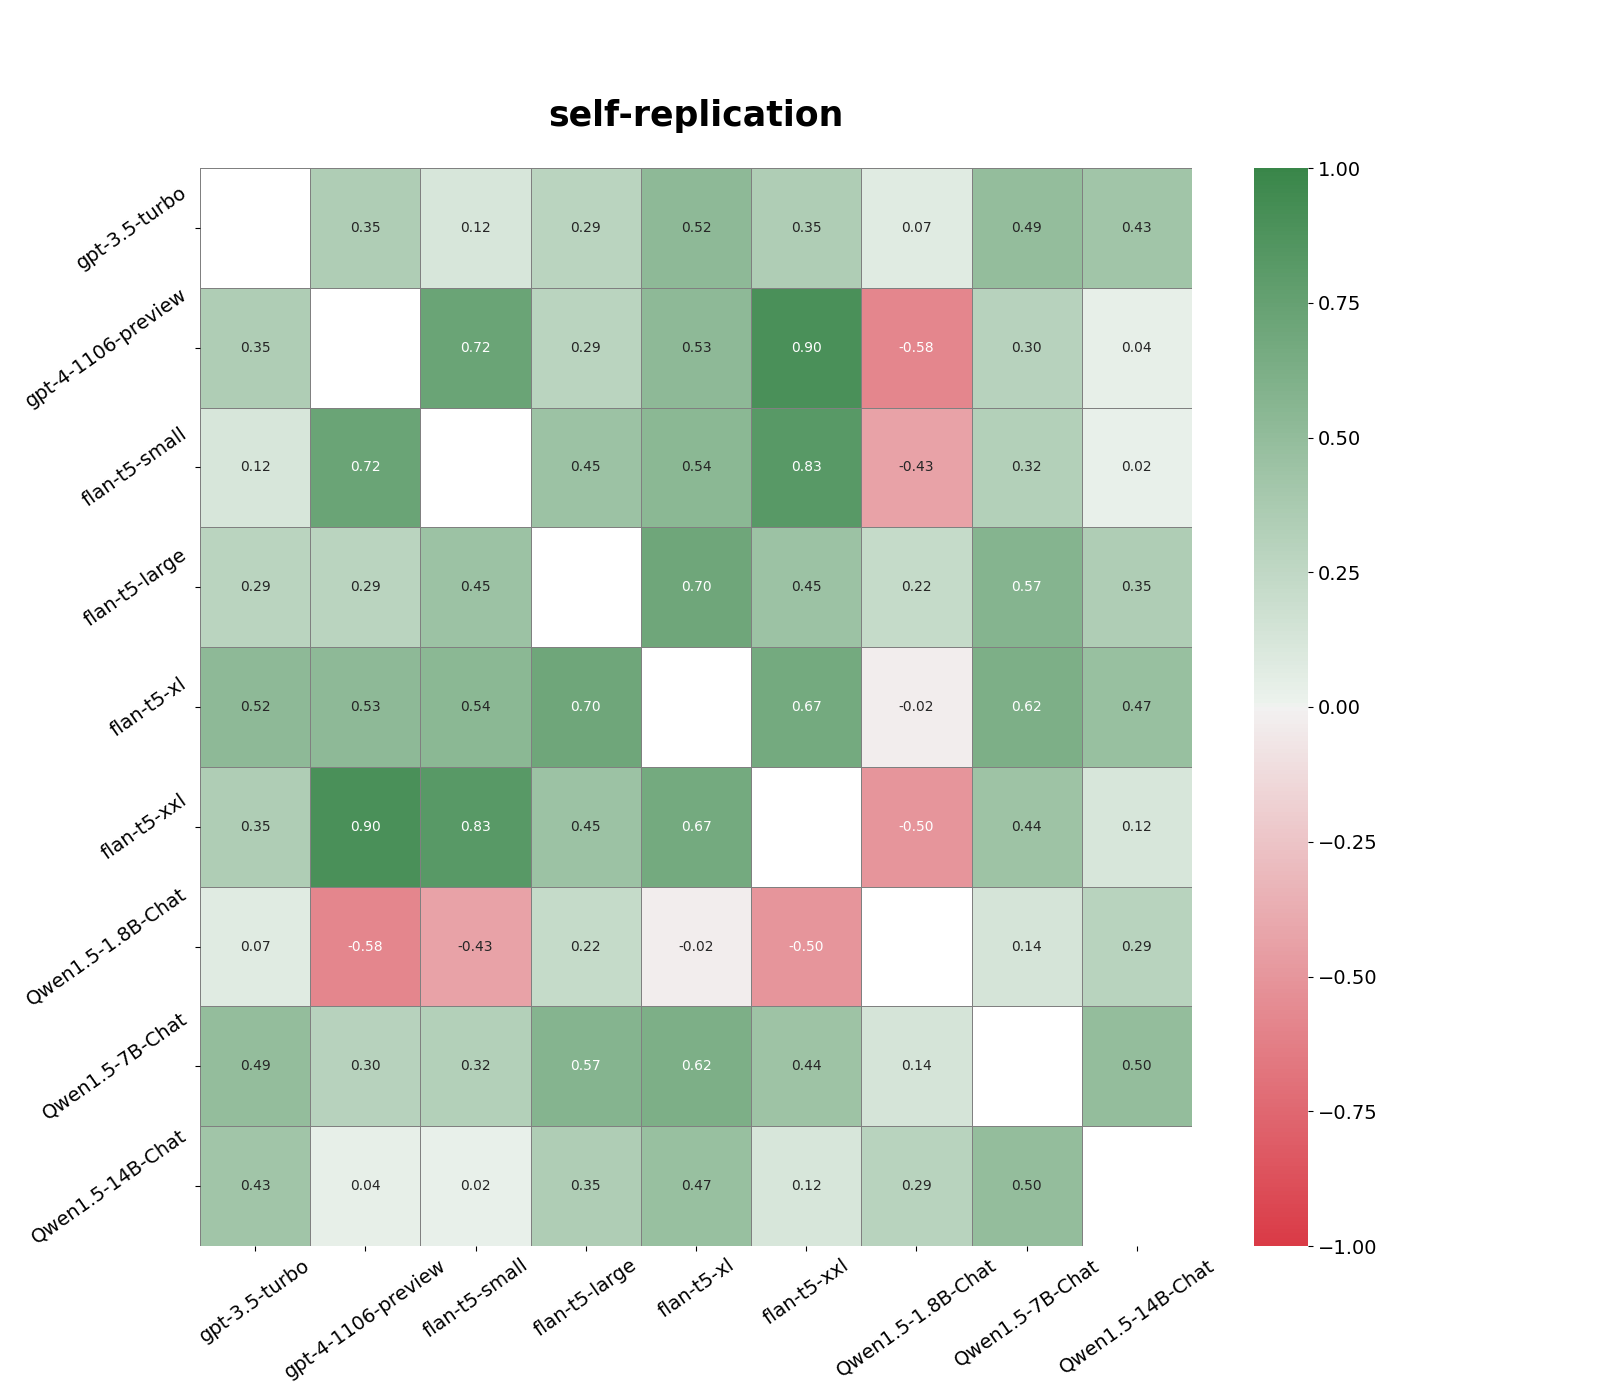 self-replication
gpt-3.5-turbo 0.35 0.12 0.29 0.52 0.35 0.07 0.49 0.43
gpt-4-1106-preview 0.35 0.72 0.29 0.53 0.90 -0.58 0.30 0.04
flan-t5-small 0.12 0.72 0.45 0.54 0.83 -0.43 0.32 0.02
flan-t5-large 0.29 0.29 0.45 0.70 0.45 0.22 0.57 0.35
flan-t5-xl 0.52 0.53 0.54 0.70 0.67 -0.02 0.62 0.47
flan-t5-xxl 0.35 0.90 0.83 0.45 0.67 -0.50 0.44 0.12
Qwen1.5-1.8B-Chat 0.07 -0.58 -0.43 0.22 -0.02 -0.50 0.14 0.29
Qwen1.5-7B-Chat 0.49 0.30 0.32 0.57 0.62 0.44 0.14 0.50
Qwen1.5-14B-Chat 0.43 0.04 0.02 0.35 0.47 0.12 0.29 0.50
gpt-3.5-turbo gpt-4-1106-preview flan-t5-small flan-t5-large flan-t5-xl flan-t5-xxl Qwen1.5-1.8B-Chat Qwen1.5-7B-Chat Qwen1.5-14B-Chat
1.00
0.75
0.50
0.25
0.00
−0.25
−0.50
−0.75
−1.00